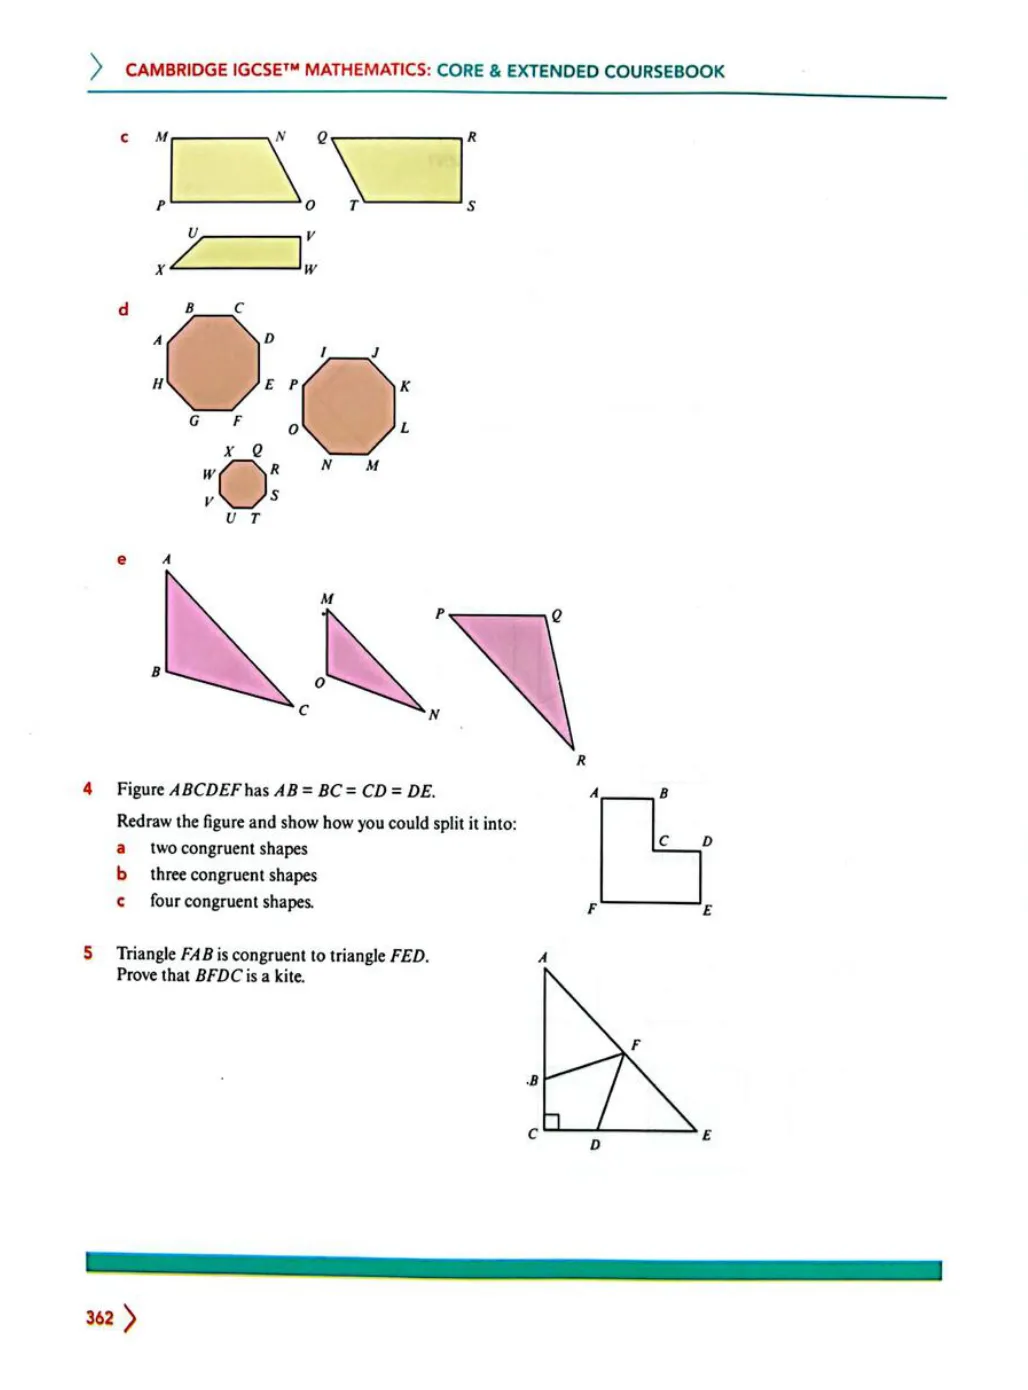 CAMBRIDGE IGCSE™ MATHEMATICS: CORE & EXTENDED COURSEBOOK
c M N Q R
P O T S
U V
X W
d B C
A D
I J
H E P K
G F
O L
X Q
W R N M
V S
U T
e A
M
P Q
B
O
C N
R
4 Figure ABCDEF has AB = BC = CD = DE.
A B
Redraw the figure and show how you could split it into:
a two congruent shapes
C D
b three congruent shapes
c four congruent shapes.
F E
5 Triangle FAB is congruent to triangle FED.
A
Prove that BFDC is a kite.
F
B
C D E
362